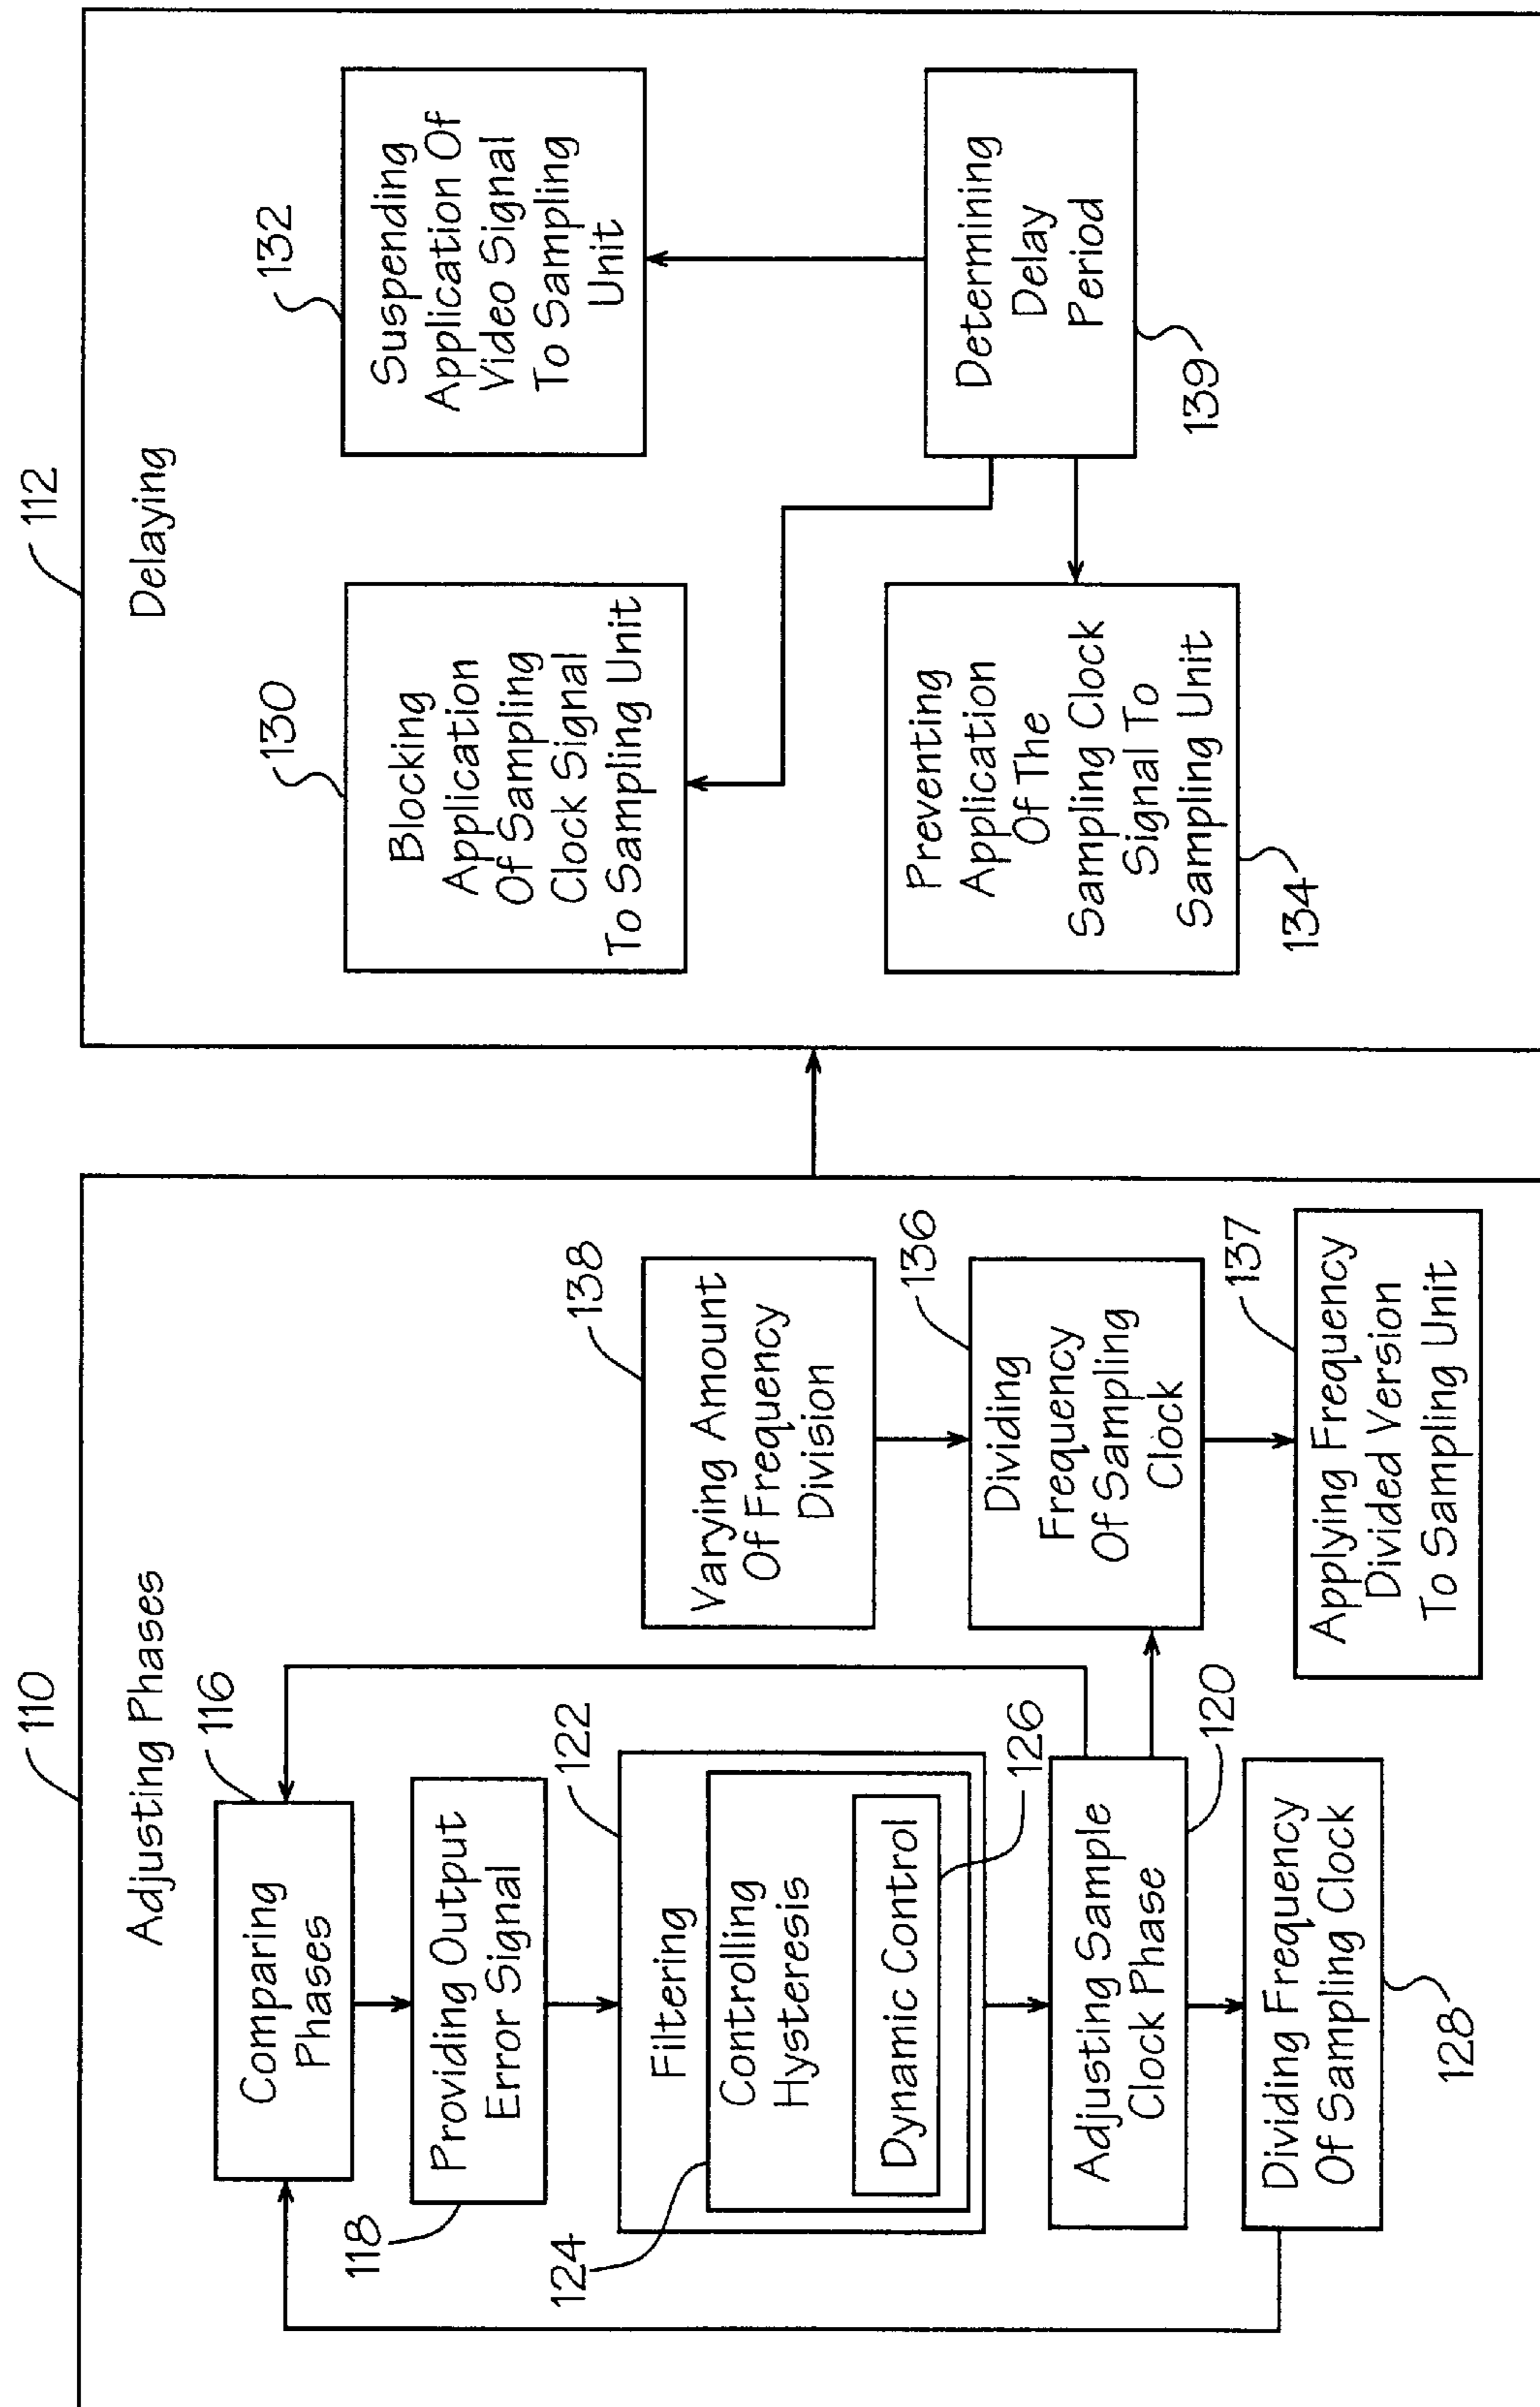 110
Adjusting Phases
116
Comparing
Phases
Providing Output
Error Signal
118
122
Filtering
124
Controlling
Hysteresis
Dynamic Control
126
Adjusting Sample
Clock Phase
120
Dividing Frequency
Of Sampling Clock
128
138
Varying Amount
Of Frequency
Division
136
Dividing
Frequency
Of Sampling
Clock
137
Applying Frequency
Divided Version
To Sampling Unit
112
Delaying
130
Blocking
Application
Of Sampling
Clock Signal
To Sampling Unit
132
Suspending
Application Of
Video Signal
To Sampling
Unit
Preventing
Application
Of The
Sampling Clock
Signal To
Sampling Unit
134
Determining
Delay
Period
139